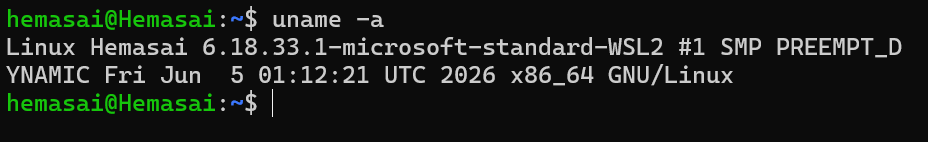 hemasai@Hemasai:~$ uname -a
Linux Hemasai 6.18.33.1-microsoft-standard-WSL2 #1 SMP PREEMPT_D
YNAMIC Fri Jun  5 01:12:21 UTC 2026 x86_64 GNU/Linux
hemasai@Hemasai:~$